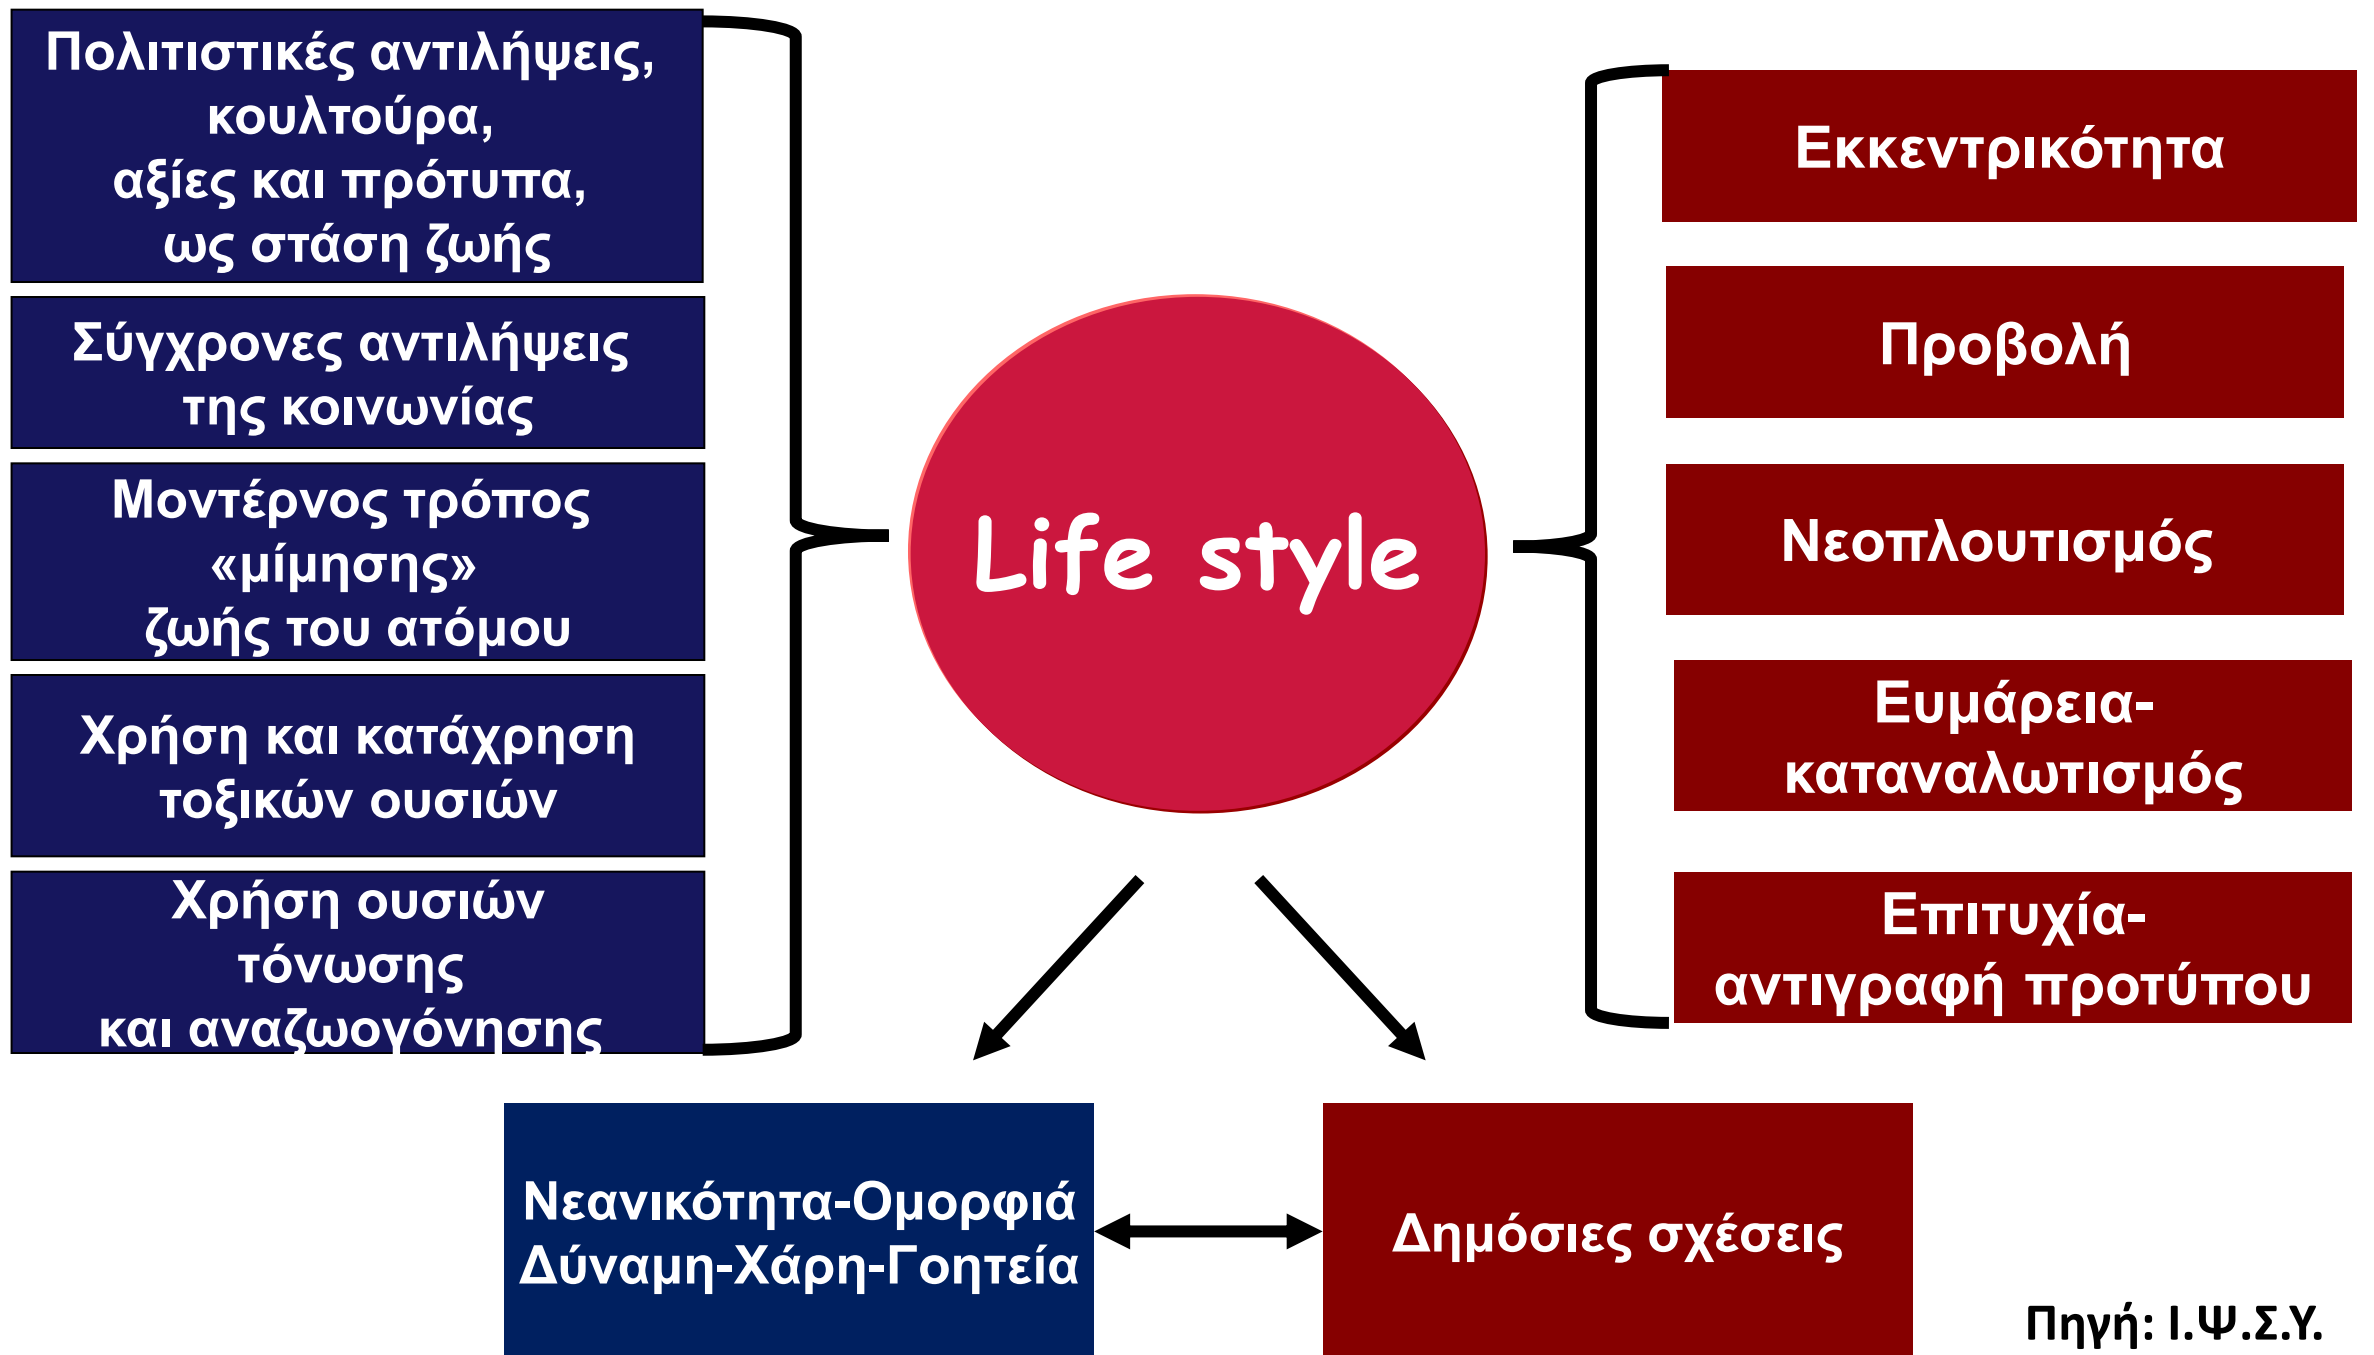 Πολιτιστικές αντιλήψεις,
κουλτούρα,
αξίες και πρότυπα,
ως στάση ζωής
Σύγχρονες αντιλήψεις
της κοινωνίας
Μοντέρνος τρόπος
«μίμησης»
ζωής του ατόμου
Χρήση και κατάχρηση
τοξικών ουσιών
Χρήση ουσιών
τόνωσης
και αναζωογόνησης
Life style
Εκκεντρικότητα
Προβολή
Νεοπλουτισμός
Ευμάρεια-
καταναλωτισμός
Επιτυχία-
αντιγραφή προτύπου
Νεανικότητα-Ομορφιά
Δύναμη-Χάρη-Γοητεία
Δημόσιες σχέσεις
Πηγή: Ι.Ψ.Σ.Υ.